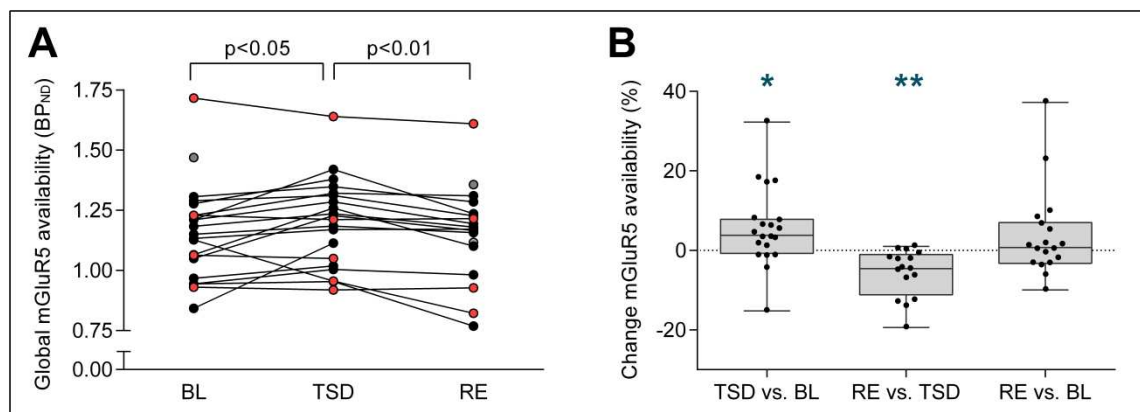 A
p<0.05
p<0.01
Global mGluR5 availability (BPND)
1.75
1.50
1.25
1.00
0.75
0.00
BL
TSD
RE
B
*
**
Change mGluR5 availability (%)
40
20
0
-20
TSD vs. BL
RE vs. TSD
RE vs. BL